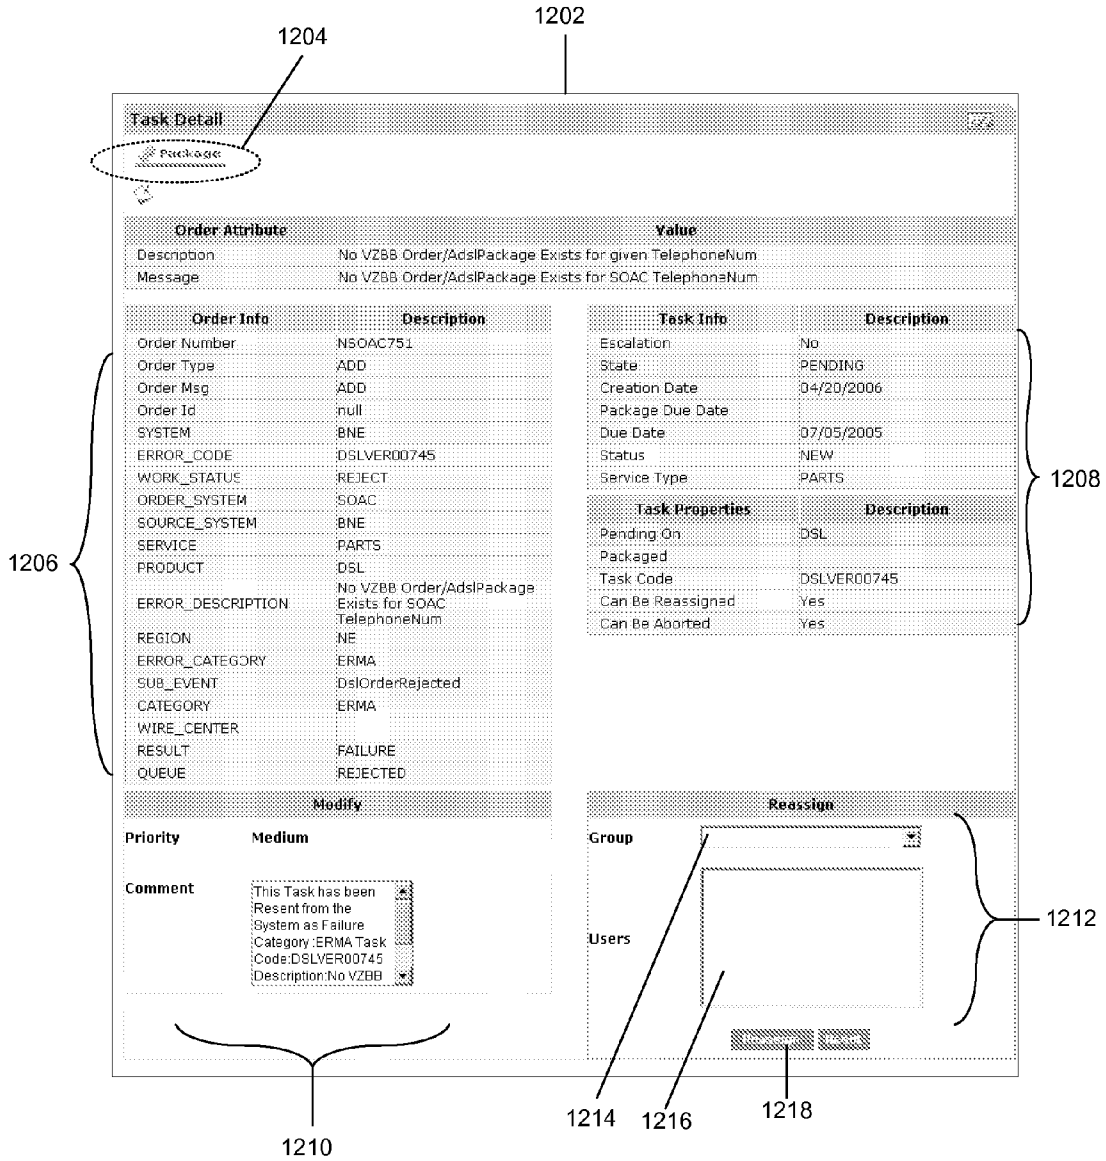 1202
1204
Task Detail
Package
Order Attribute Value
Description No VZBB Order/AdslPackage Exists for given TelephoneNum
Message No VZBB Order/AdslPackage Exists for SOAC TelephoneNum
Order Info Description
Order Number NSOAC751
Order Type ADD
Order Msg ADD
Order Id null
SYSTEM BNE
ERROR_CODE DSLVER00745
WORK_STATUS REJECT
ORDER_SYSTEM SOAC
SOURCE_SYSTEM BNE
SERVICE PARTS
PRODUCT DSL
ERROR_DESCRIPTION No VZBB Order/AdslPackage
Exists for SOAC
TelephoneNum
REGION NE
ERROR_CATEGORY ERMA
SUB_EVENT DslOrderRejected
CATEGORY ERMA
WIRE_CENTER
RESULT FAILURE
QUEUE REJECTED
1206
Task Info Description
Escalation No
State PENDING
Creation Date 04/20/2006
Package Due Date
Due Date 07/05/2005
Status NEW
Service Type PARTS
Task Properties Description
Pending On DSL
Packaged
Task Code DSLVER00745
Can Be Reassigned Yes
Can Be Aborted Yes
1208
Modify
Priority Medium
Comment This Task has been
Resent from the
System as Failure
Category :ERMA Task
Code:DSLVER00745
Description:No VZBB
1210
Reassign
Group
Users
1212
1214
1216
1218